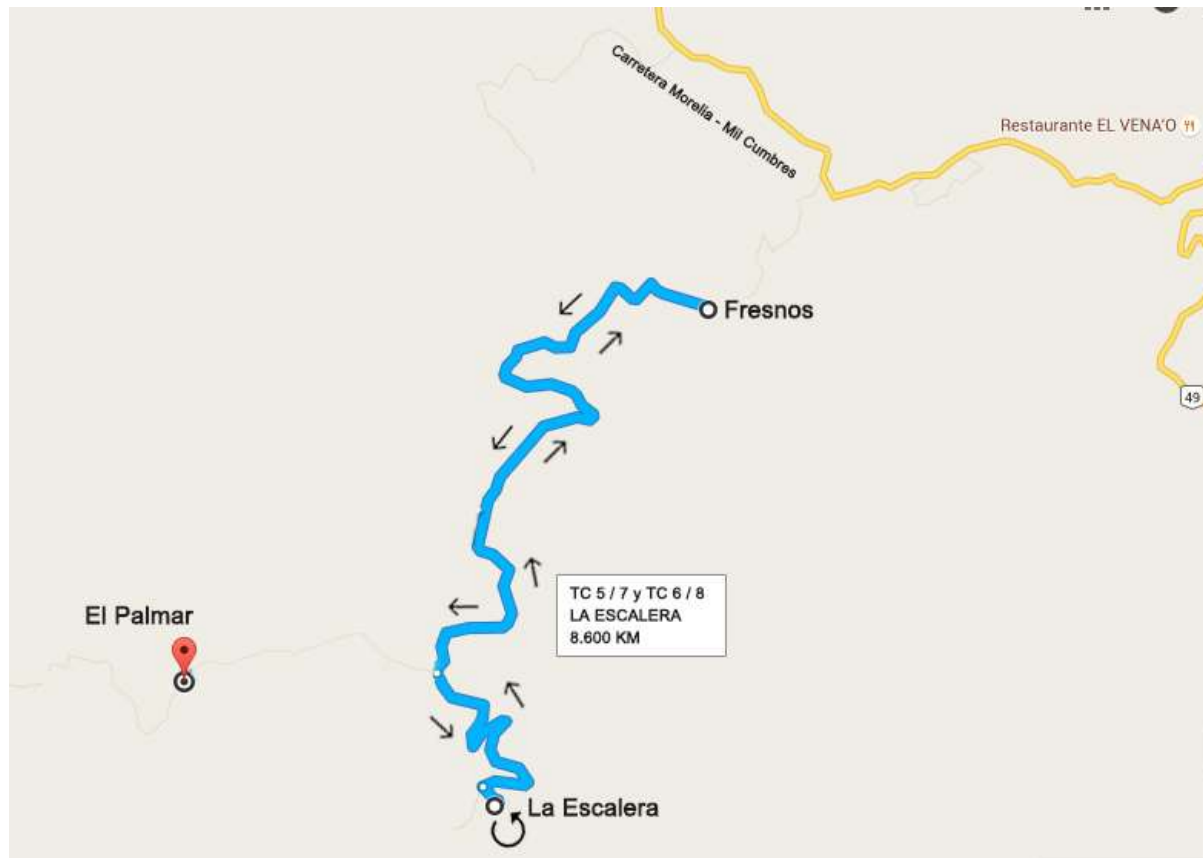 Carretera Morelia - Mil Cumbres
Restaurante EL VENA'O
Fresnos
49
TC 5 / 7 y TC 6 / 8
LA ESCALERA
8.600 KM
El Palmar
La Escalera